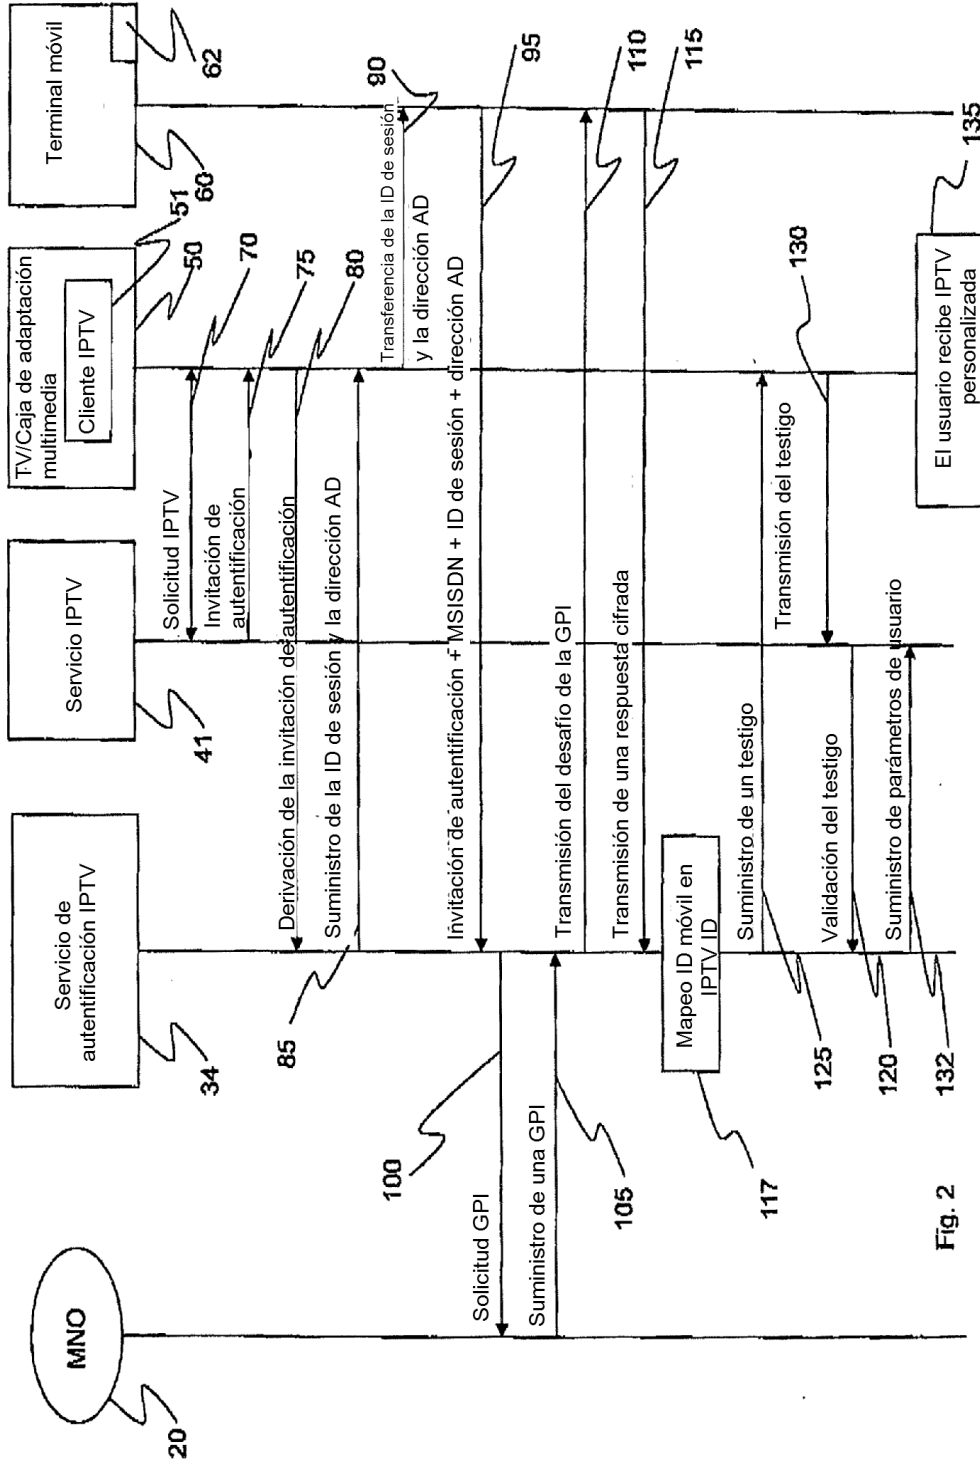 MNO
20
Servicio de
autentificación IPTV
34
Servicio IPTV
41
TV/Caja de adaptación
multimedia
Cliente IPTV
51
50
Terminal móvil
62
60
Solicitud IPTV
70
Invitación de
autentificación
75
Derivación de la invitación de autentificación
80
Suministro de la ID de sesión y la dirección AD
85
Transferencia de la ID de sesión
y la dirección AD
90
Invitación de autentificación + MSISDN + ID de sesión + dirección AD
95
Solicitud GPI
100
Suministro de una GPI
105
Transmisión del desafío de la GPI
110
Transmisión de una respuesta cifrada
115
Mapeo ID móvil en
IPTV ID
117
Suministro de un testigo
125
Transmisión del testigo
130
Validación del testigo
120
Suministro de parámetros de usuario
132
El usuario recibe IPTV
personalizada
135
Fig. 2